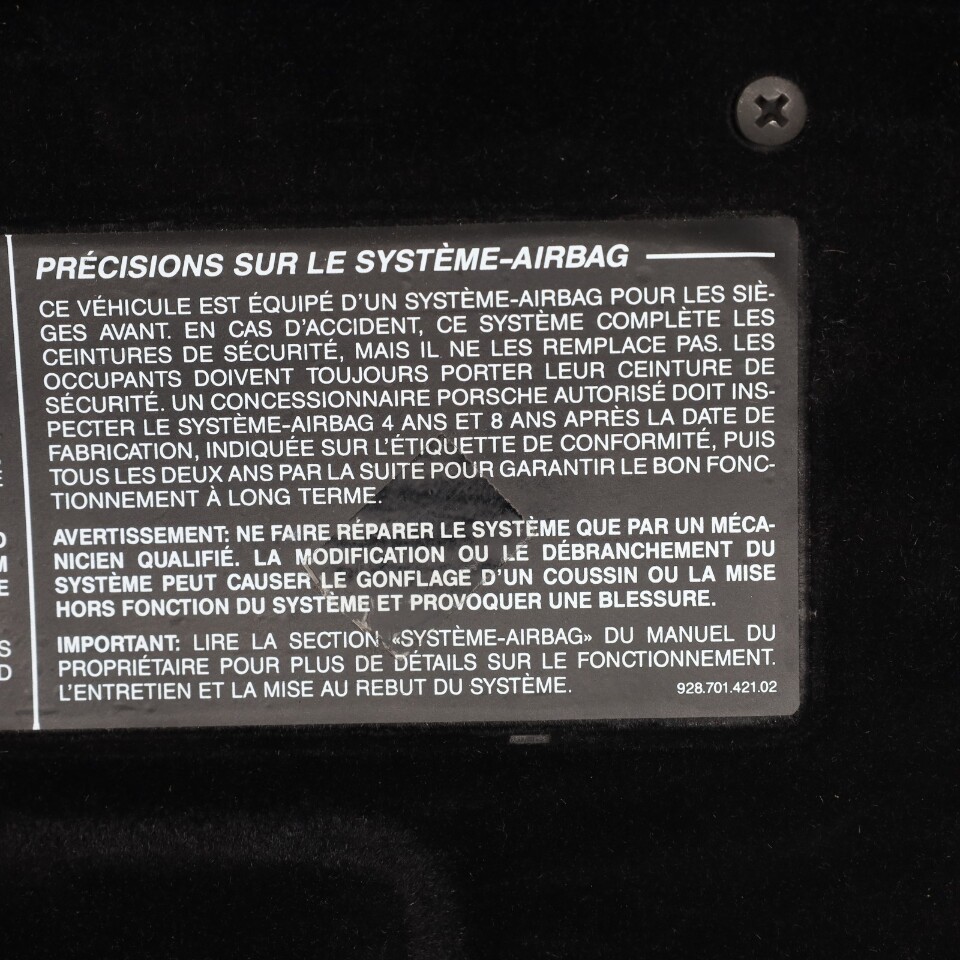 PRÉCISIONS SUR LE SYSTÈME-AIRBAG
CE VÉHICULE EST ÉQUIPÉ D'UN SYSTÈME-AIRBAG POUR LES SIÈ-
GES AVANT. EN CAS D'ACCIDENT, CE SYSTÈME COMPLÈTE LES
CEINTURES DE SÉCURITÉ, MAIS IL NE LES REMPLACE PAS. LES
OCCUPANTS DOIVENT TOUJOURS PORTER LEUR CEINTURE DE
SÉCURITÉ. UN CONCESSIONNAIRE PORSCHE AUTORISÉ DOIT INS-
PECTER LE SYSTÈME-AIRBAG 4 ANS ET 8 ANS APRÈS LA DATE DE
FABRICATION, INDIQUÉE SUR L'ÉTIQUETTE DE CONFORMITÉ, PUIS
TOUS LES DEUX ANS PAR LA SUITE POUR GARANTIR LE BON FONC-
TIONNEMENT À LONG TERME.
AVERTISSEMENT: NE FAIRE RÉPARER LE SYSTÈME QUE PAR UN MÉCA-
NICIEN QUALIFIÉ. LA MODIFICATION OU LE DÉBRANCHEMENT DU
SYSTÈME PEUT CAUSER LE GONFLAGE D'UN COUSSIN OU LA MISE
HORS FONCTION DU SYSTÈME ET PROVOQUER UNE BLESSURE.
IMPORTANT: LIRE LA SECTION «SYSTÈME-AIRBAG» DU MANUEL DU
PROPRIÉTAIRE POUR PLUS DE DÉTAILS SUR LE FONCTIONNEMENT.
L'ENTRETIEN ET LA MISE AU REBUT DU SYSTÈME.
928.701.421.02